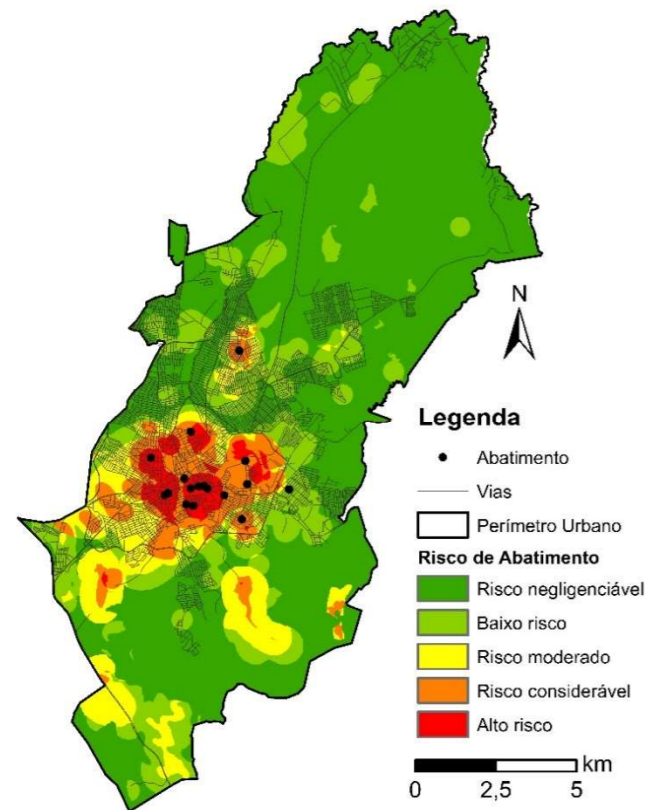 N
Legenda
Abatimento
Vias
Perímetro Urbano
Risco de Abatimento
Risco negligenciável
Baixo risco
Risco moderado
Risco considerável
Alto risco
km
0 2,5 5